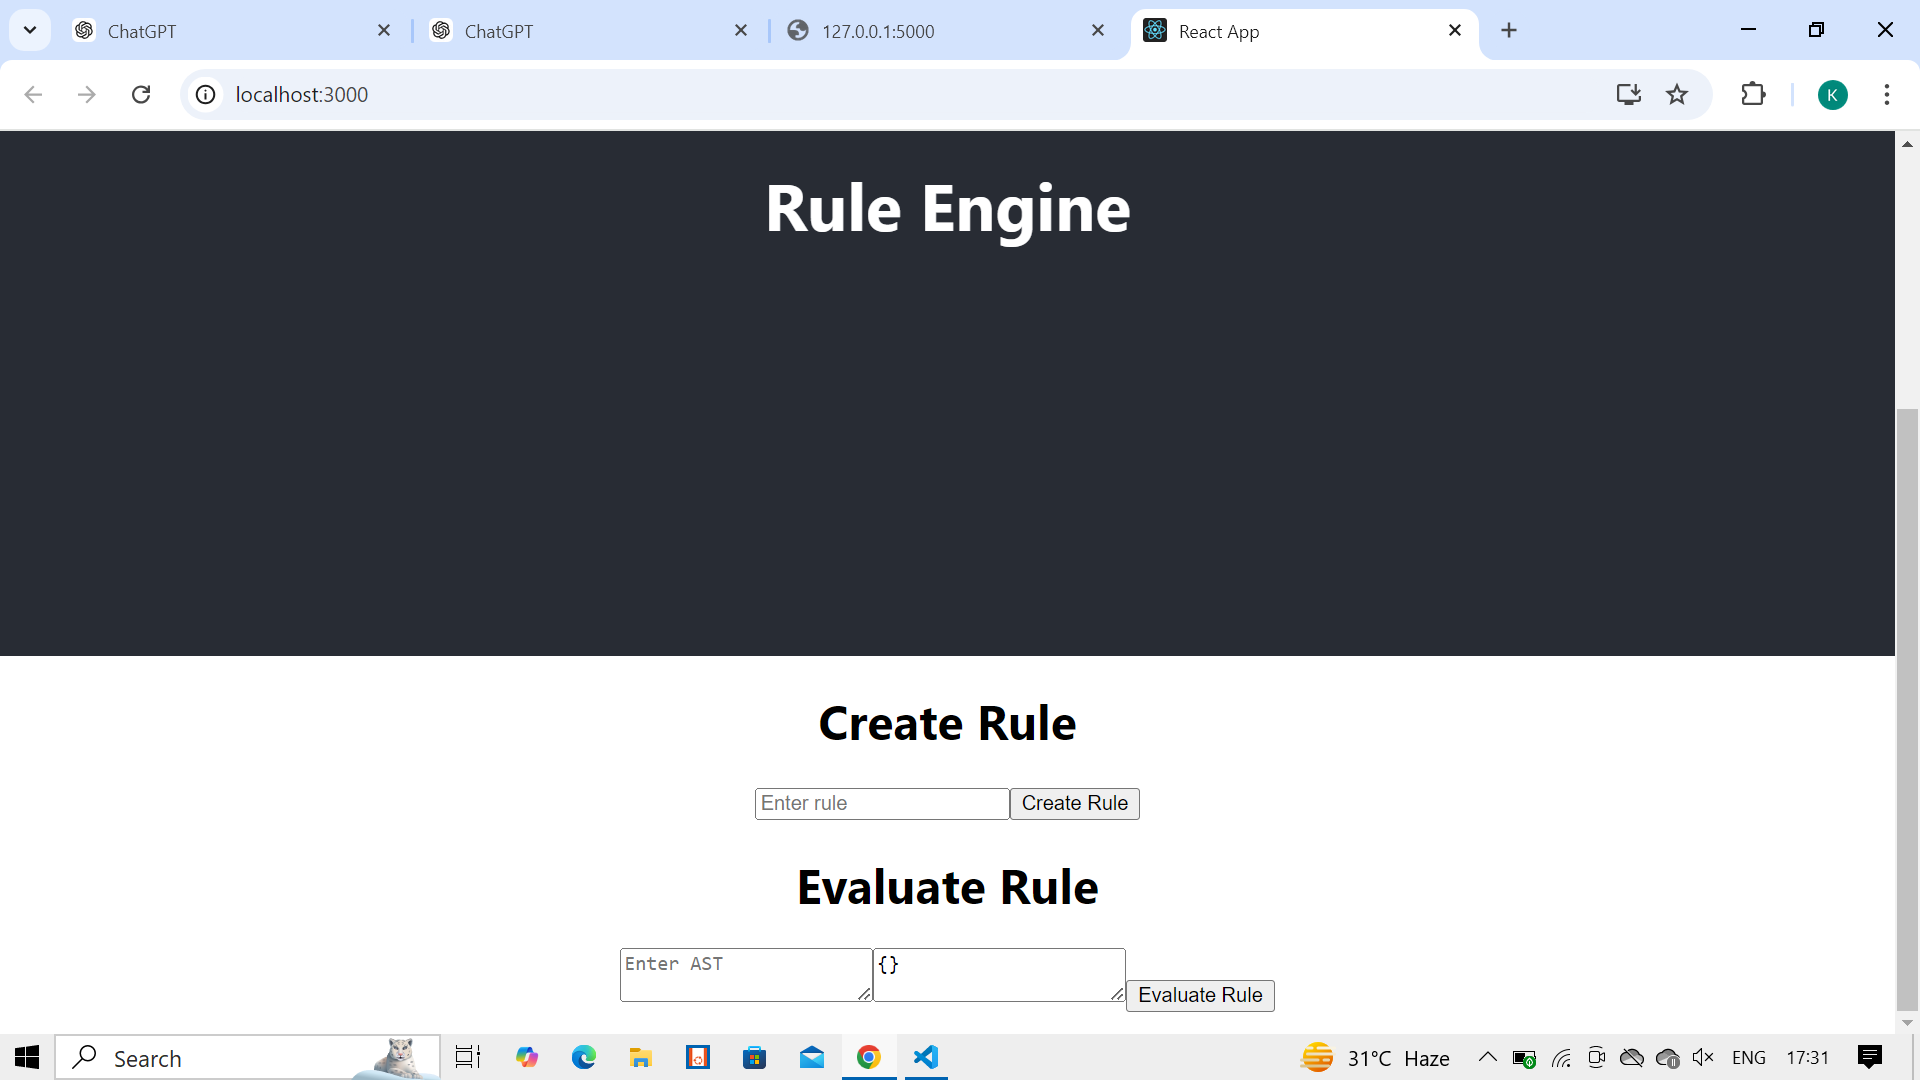 ChatGPT
ChatGPT
127.0.0.1:5000
React App
localhost:3000
K
Rule Engine
Create Rule
Enter rule
Create Rule
Evaluate Rule
Enter AST
{}
Evaluate Rule
Search
31°C Haze
ENG
17:31